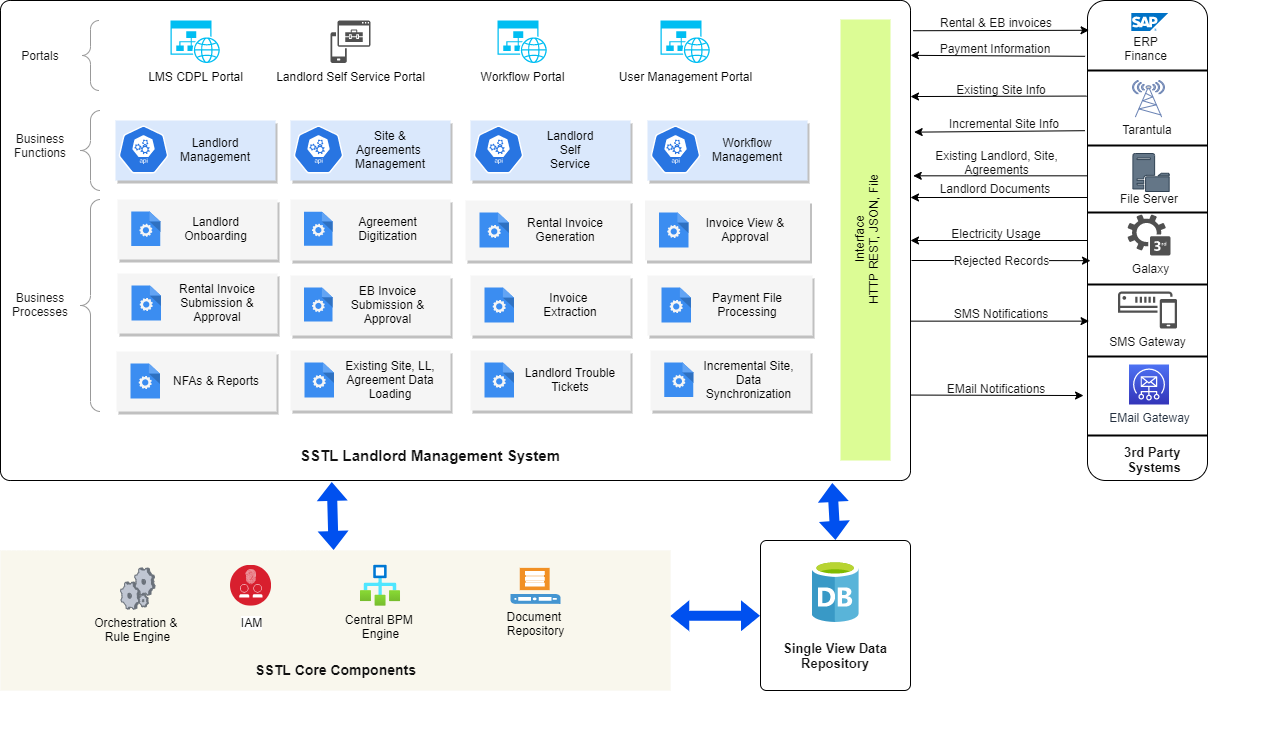 Portals
LMS CDPL Portal
Landlord Self Service Portal
Workflow Portal
User Management Portal
Business
Functions
api
Landlord
Management
api
Site &
Agreements
Management
api
Landlord
Self
Service
api
Workflow
Management
Business
Processes
Landlord
Onboarding
Agreement
Digitization
Rental Invoice
Generation
Invoice View &
Approval
Rental Invoice
Submission &
Approval
EB Invoice
Submission &
Approval
Invoice
Extraction
Payment File
Processing
NFAs & Reports
Existing Site, LL,
Agreement Data
Loading
Landlord Trouble
Tickets
Incremental Site,
Data
Synchronization
SSTL Landlord Management System
Interface
HTTP REST, JSON, File
Rental & EB invoices
Payment Information
Existing Site Info
Incremental Site Info
Existing Landlord, Site,
Agreements
Landlord Documents
Electricity Usage
Rejected Records
SMS Notifications
EMail Notifications
SAP
ERP
Finance
Tarantula
File Server
3rd
Galaxy
SMS Gateway
EMail Gateway
3rd Party
Systems
Orchestration &
Rule Engine
IAM
Central BPM
Engine
Document
Repository
SSTL Core Components
DB
Single View Data
Repository